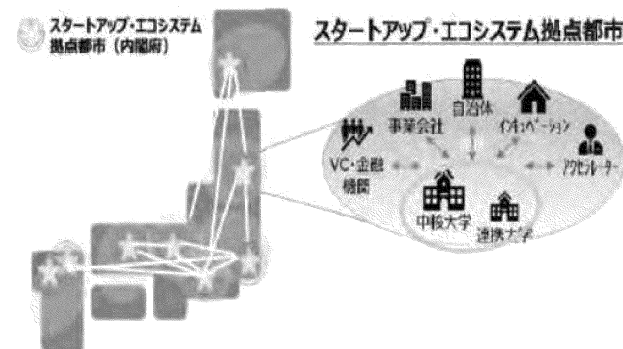 スタートアップ・エコシステム
拠点都市（内閣府）
スタートアップ・エコシステム拠点都市
自治体
事業会社
インキュベーション
VC・金融
機関
アクセラレーター
中核大学
連携大学